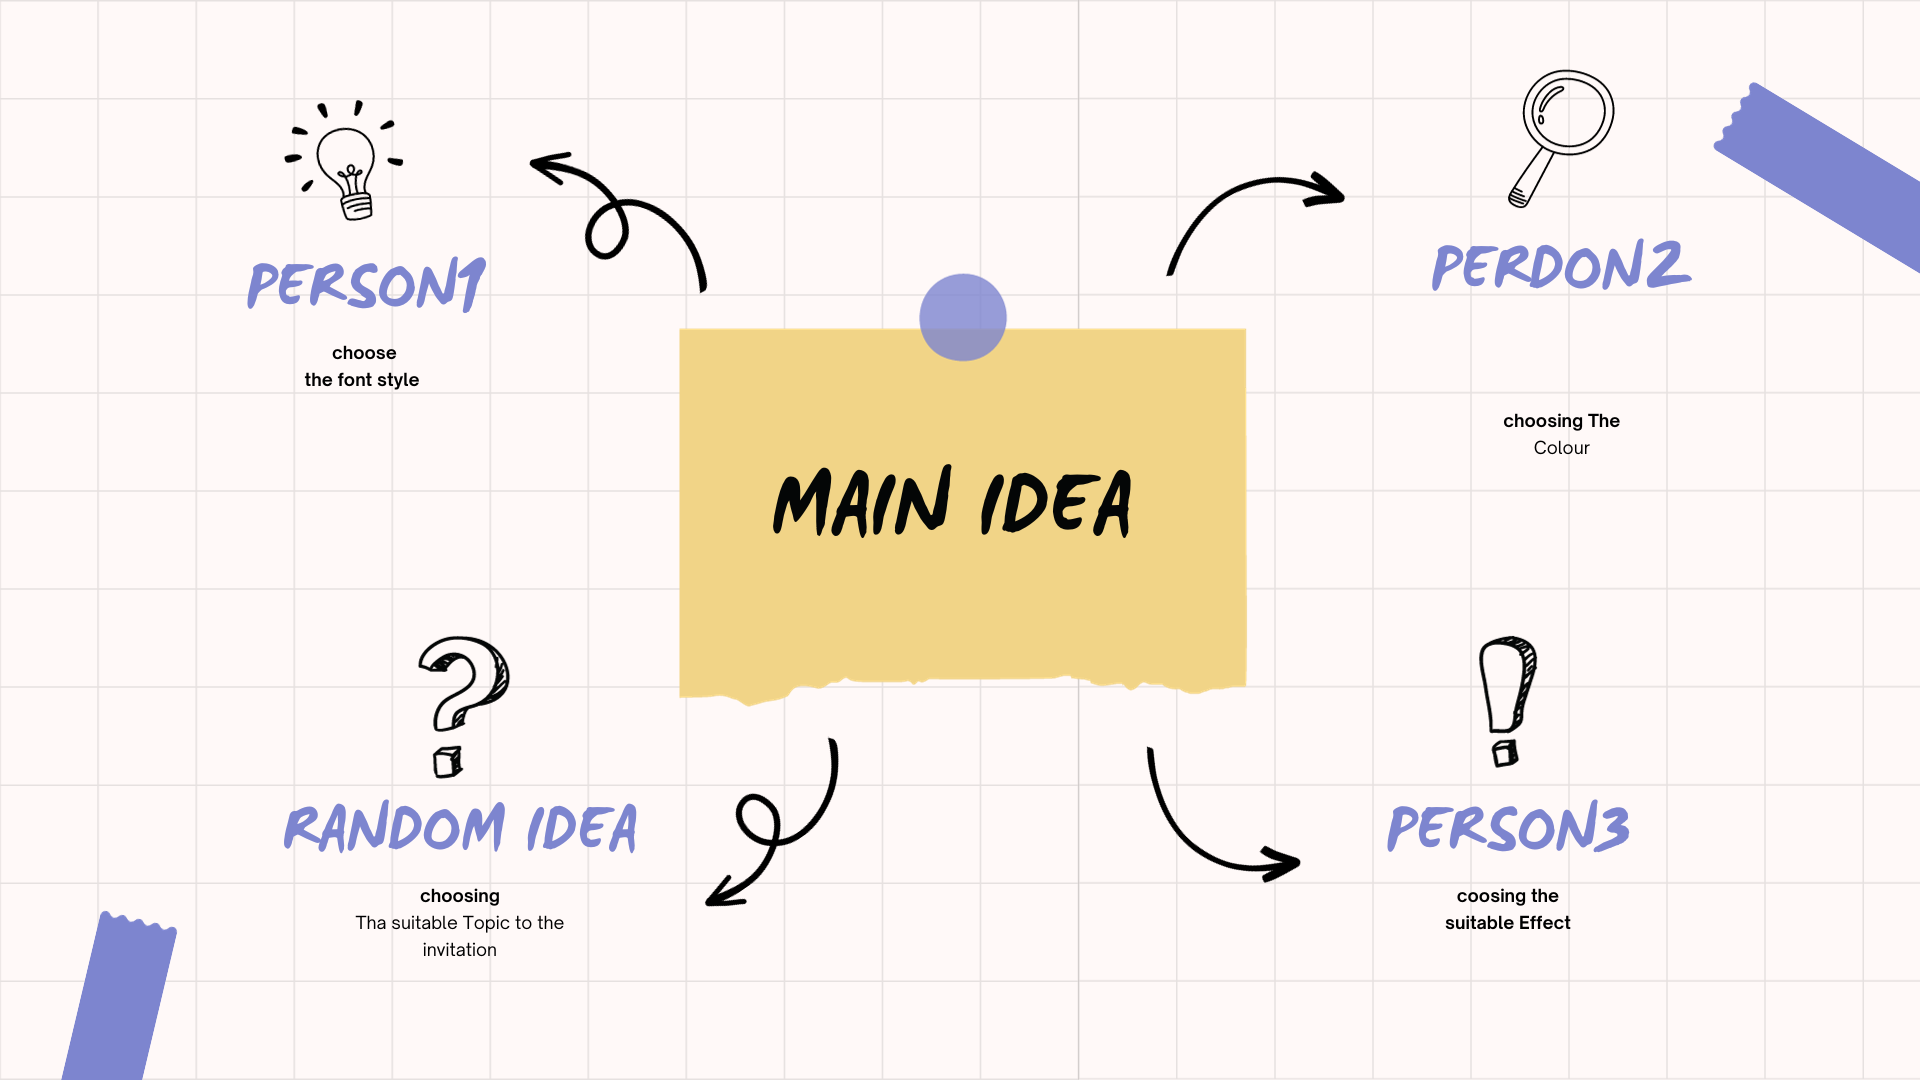 PERSON1
choose
the font style
PERDON2
choosing The
Colour
MAIN IDEA
RANDOM IDEA
choosing
Tha suitable Topic to the
invitation
PERSON3
coosing the
suitable Effect